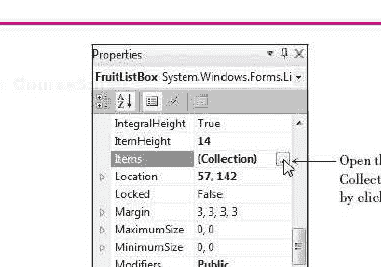 Properties
FruitListBox System.Windows.Forms.Li
IntegralHeight True
ItemHeight 14
Items (Collection)
Location 57, 142
Locked False
Margin 3, 3, 3, 3
MaximumSize 0, 0
MinimumSize 0, 0
Modifiers Public
Open th
Collect
by clic